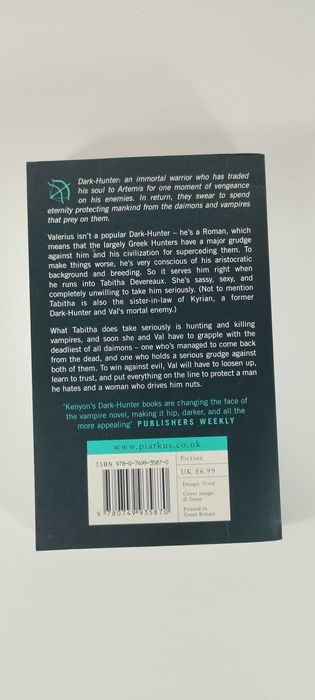 Dark-Hunter: an immortal warrior who has traded
his soul to Artemis for one moment of vengeance
on his enemies. In return, they swear to spend
eternity protecting mankind from the daimons and vampires
that prey on them.
Valerius isn't a popular Dark-Hunter – he's a Roman, which
means that the largely Greek Hunters have a major grudge
against him and his civilization for superceding them. To
make things worse, he's very conscious of his aristocratic
background and breeding. So it serves him right when
he runs into Tabitha Devereaux. She's sassy, sexy, and
completely unwilling to take him seriously. (Not to mention
Tabitha is also the sister-in-law of Kyrian, a former
Dark-Hunter and Val's mortal enemy.)
What Tabitha does take seriously is hunting and killing
vampires, and soon she and Val have to grapple with the
deadliest of all daimons – one who's managed to come back
from the dead, and one who holds a serious grudge against
both of them. To win against evil, Val will have to loosen up,
learn to trust, and put everything on the line to protect a man
he hates and a woman who drives him nuts.
'Kenyon's Dark-Hunter books are changing the face of
the vampire novel, making it hip, darker, and all the
more appealing' PUBLISHERS WEEKLY
www.piatkus.co.uk
ISBN 978-0-7499-3587-0
9 780749 935870
Fiction
UK £6.99
Design: Vivid
Cover image:
© Stone
Printed in
Great Britain